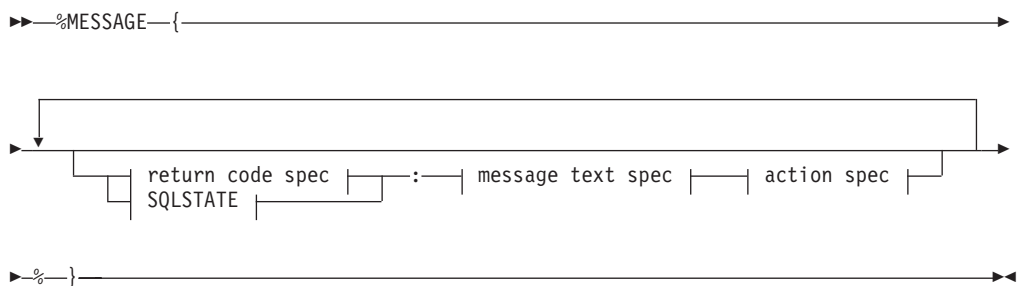 %MESSAGE {
return code spec : message text spec action spec
SQLSTATE
% }